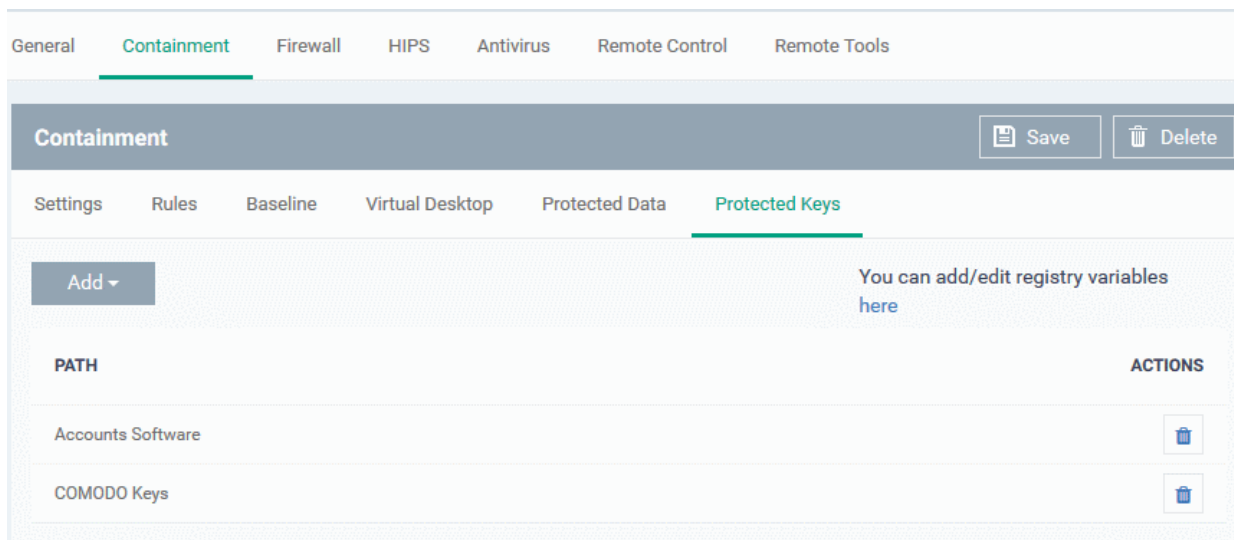 General Containment Firewall HIPS Antivirus Remote Control Remote Tools
Containment Save Delete
Settings Rules Baseline Virtual Desktop Protected Data Protected Keys
Add
You can add/edit registry variables
here
PATH ACTIONS
Accounts Software
COMODO Keys